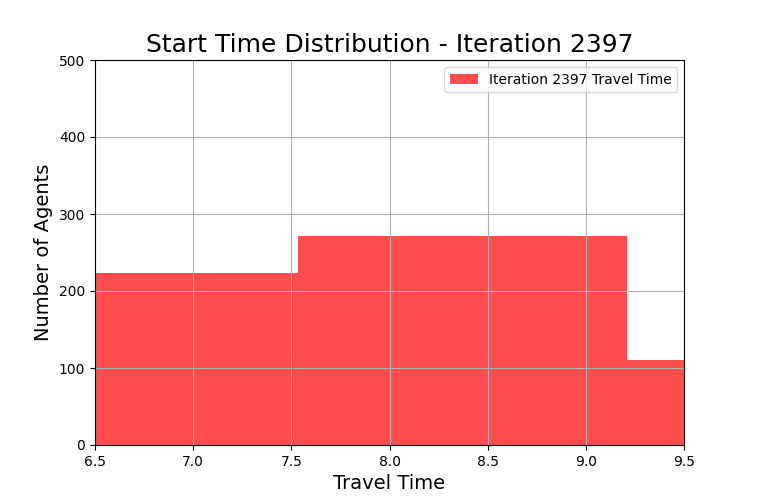 Start Time Distribution - Iteration 2397
500
400
300
200
100
0
Number of Agents
Iteration 2397 Travel Time
6.5 7.0 7.5 8.0 8.5 9.0 9.5
Travel Time